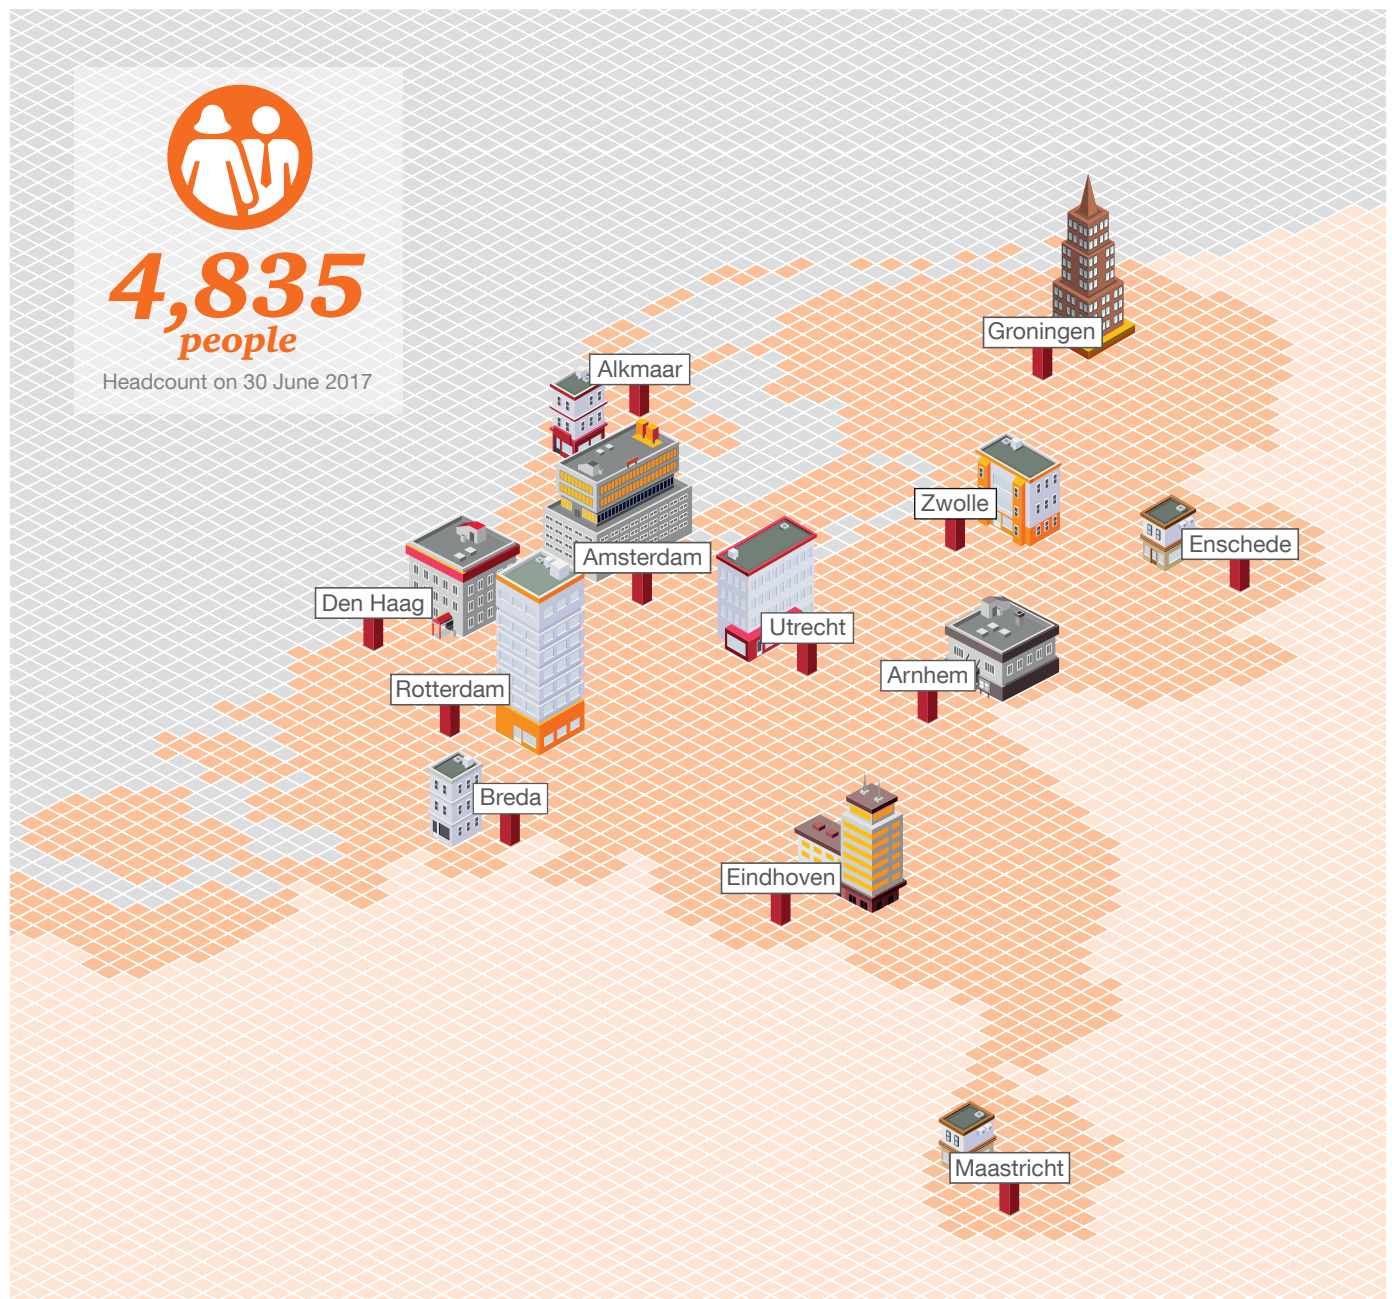 4,835
people
Headcount on 30 June 2017
Groningen
Alkmaar
Zwolle
Enschede
Amsterdam
Den Haag
Utrecht
Arnhem
Rotterdam
Breda
Eindhoven
Maastricht